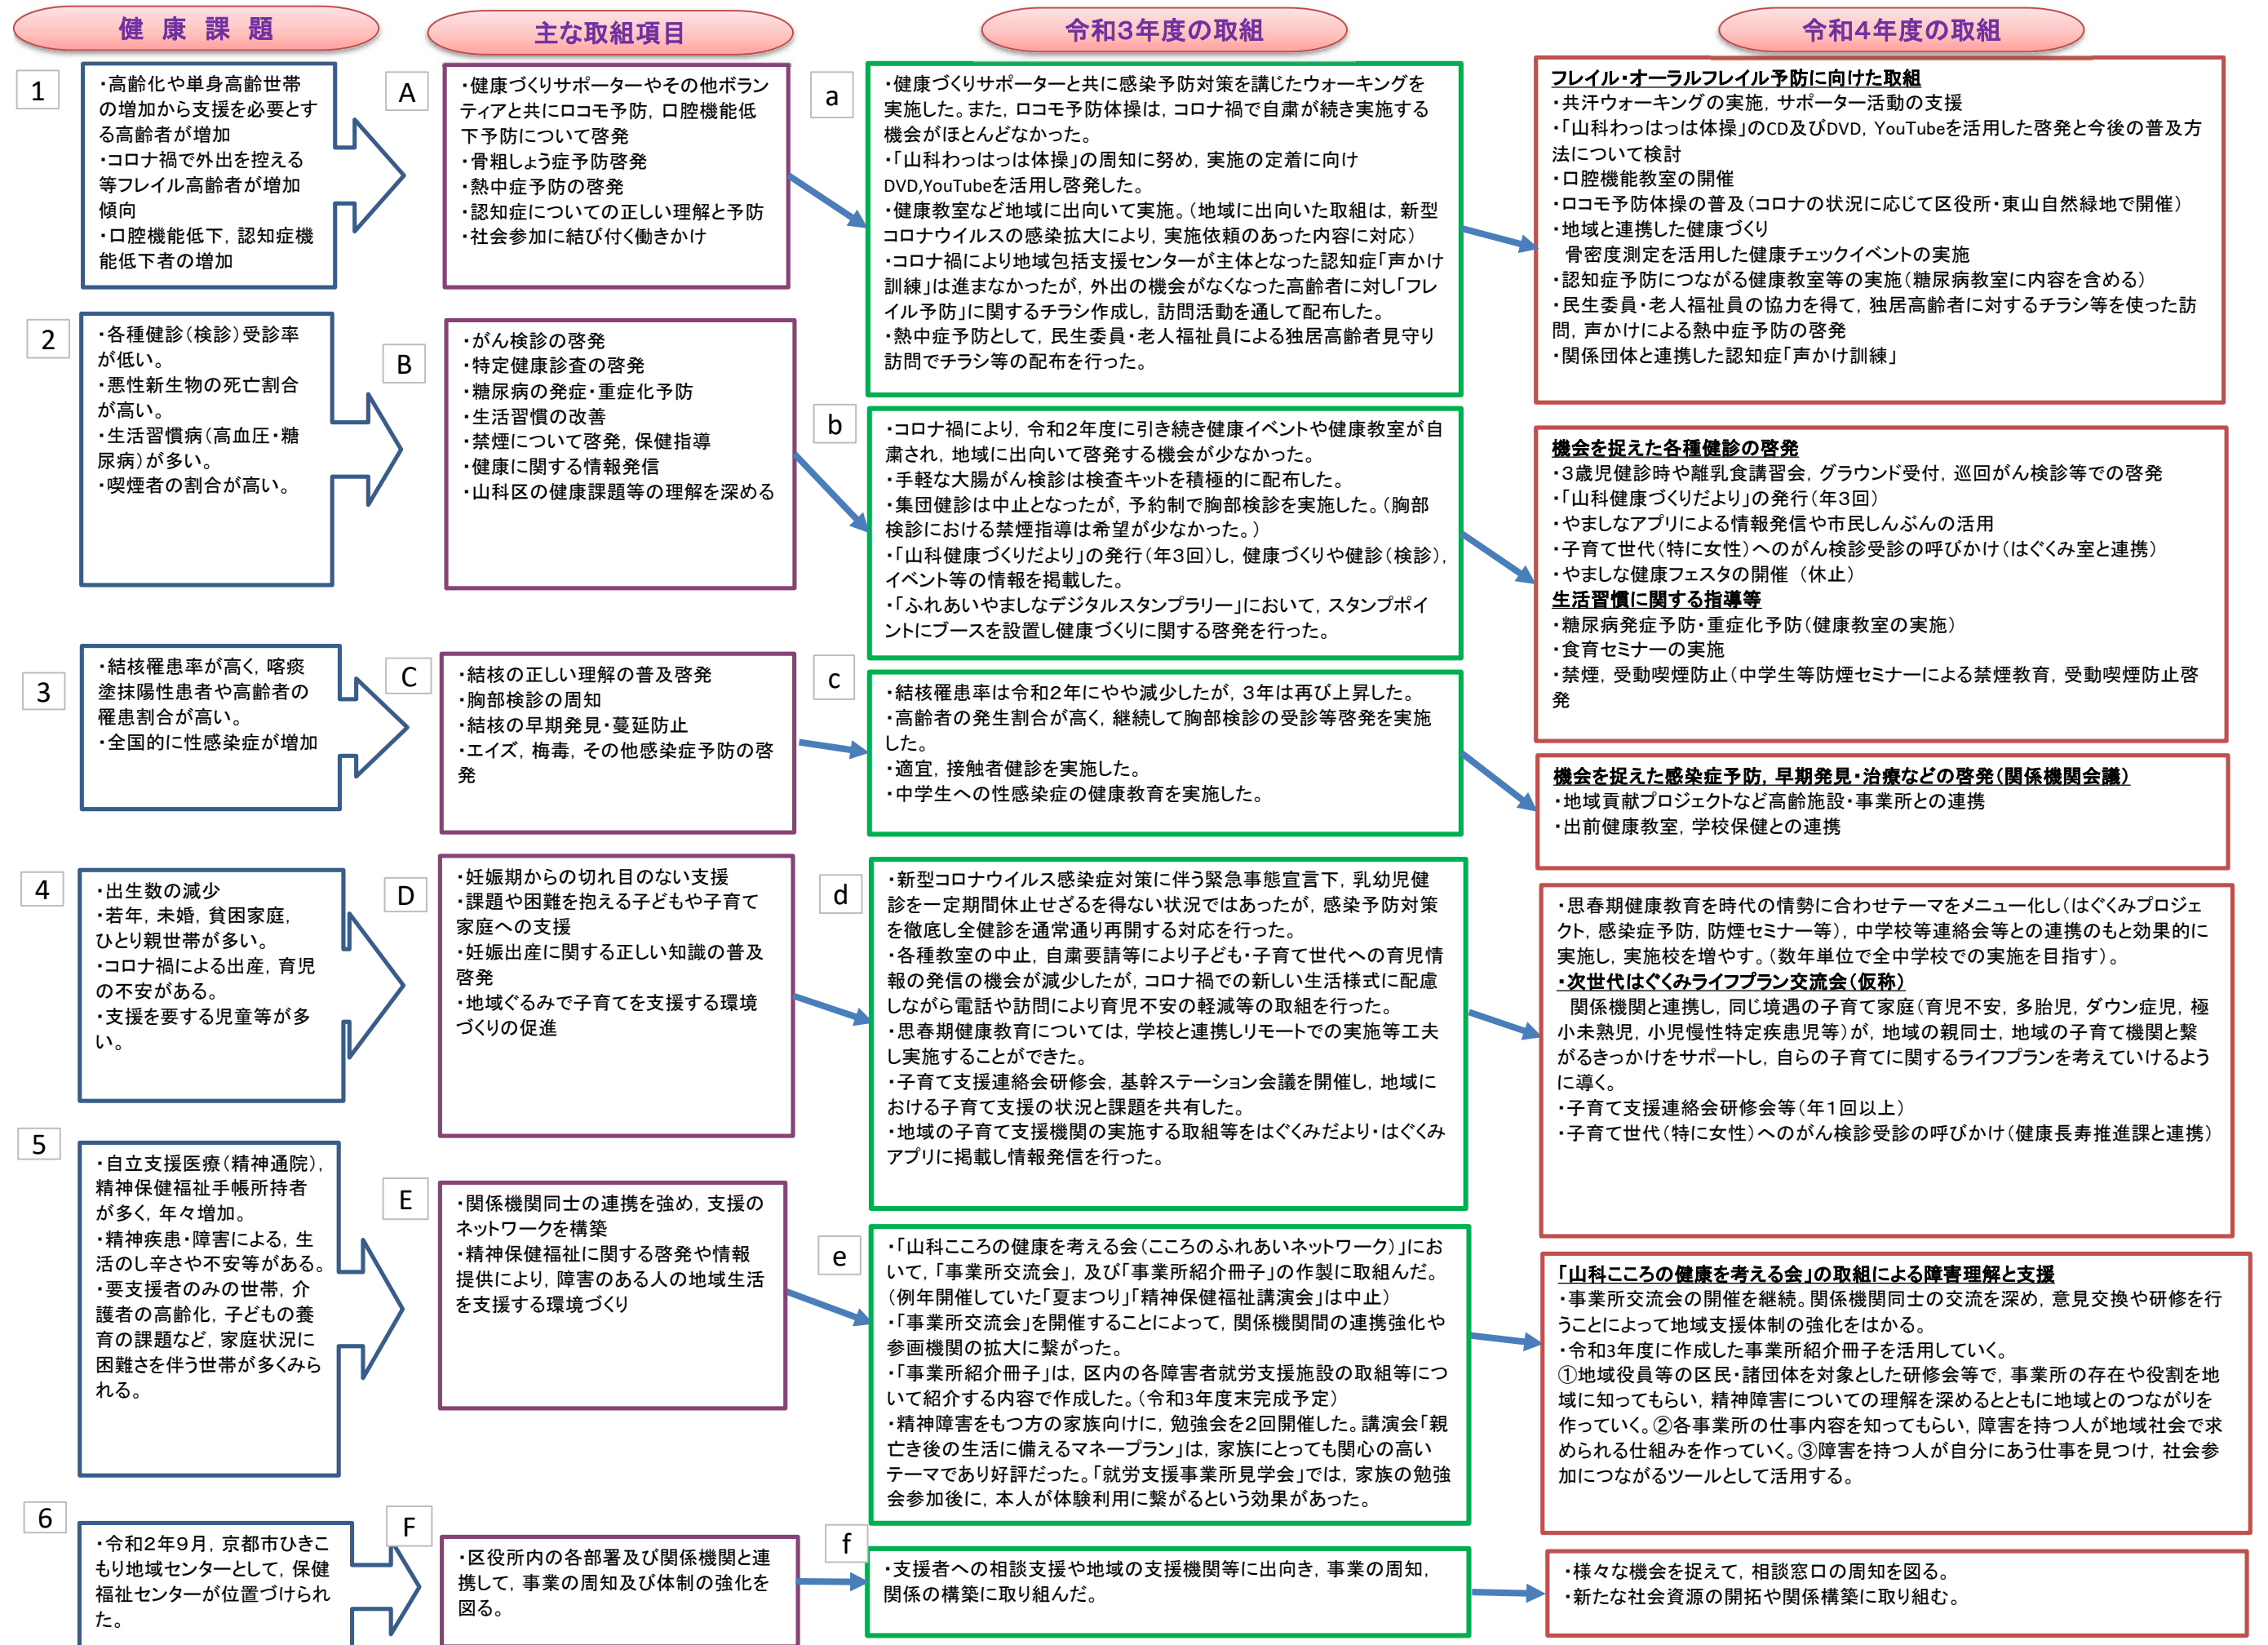 健 康 課 題
主な取組項目
令和3年度の取組
令和4年度の取組
1
・高齢化や単身高齢世帯
の増加から支援を必要とす
る高齢者が増加
・コロナ禍で外出を控える
等フレイル高齢者が増加
傾向
・口腔機能低下, 認知症機
能低下者の増加
A
・健康づくりサポーターやその他ボラン
ティアと共にロコモ予防, 口腔機能低
下予防について啓発
・骨粗しょう症予防啓発
・熱中症予防の啓発
・認知症についての正しい理解と予防
・社会参加に結び付く働きかけ
a
・健康づくりサポーターと共に感染予防対策を講じたウォーキングを
実施した。また, ロコモ予防体操は, コロナ禍で自粛が続き実施する
機会がほとんどなかった。
・「山科わっはっは体操」の周知に努め, 実施の定着に向け
DVD,YouTubeを活用し啓発した。
・健康教室など地域に出向いて実施。(地域に出向いた取組は, 新型
コロナウイルスの感染拡大により, 実施依頼のあった内容に対応)
・コロナ禍により地域包括支援センターが主体となった認知症「声かけ
訓練」は進まなかったが, 外出の機会がなくなった高齢者に対し「フレ
イル予防」に関するチラシ作成し, 訪問活動を通して配布した。
・熱中症予防として, 民生委員・老人福祉員による独居高齢者見守り
訪問でチラシ等の配布を行った。
フレイル・オーラルフレイル予防に向けた取組
・共汗ウォーキングの実施, サポーター活動の支援
・「山科わっはっは体操」のCD及びDVD, YouTubeを活用した啓発と今後の普及方
法について検討
・口腔機能教室の開催
・ロコモ予防体操の普及(コロナの状況に応じて区役所・東山自然緑地で開催)
・地域と連携した健康づくり
骨密度測定を活用した健康チェックイベントの実施
・認知症予防につながる健康教室等の実施(糖尿病教室に内容を含める)
・民生委員・老人福祉員の協力を得て, 独居高齢者に対するチラシ等を使った訪
問, 声かけによる熱中症予防の啓発
・関係団体と連携した認知症「声かけ訓練」
2
・各種健診(検診)受診率
が低い。
・悪性新生物の死亡割合
が高い。
・生活習慣病(高血圧・糖
尿病)が多い。
・喫煙者の割合が高い。
B
・がん検診の啓発
・特定健康診査の啓発
・糖尿病の発症・重症化予防
・生活習慣の改善
・禁煙について啓発, 保健指導
・健康に関する情報発信
・山科区の健康課題等の理解を深める
b
・コロナ禍により, 令和2年度に引き続き健康イベントや健康教室が自
粛され, 地域に出向いて啓発する機会が少なかった。
・手軽な大腸がん検診は検査キットを積極的に配布した。
・集団健診は中止となったが, 予約制で胸部検診を実施した。(胸部
検診における禁煙指導は希望が少なかった。)
・「山科健康づくりだより」の発行(年3回)し, 健康づくりや健診(検診),
イベント等の情報を掲載した。
・「ふれあいやましなデジタルスタンプラリー」において, スタンプポイ
ントにブースを設置し健康づくりに関する啓発を行った。
機会を捉えた各種健診の啓発
・3歳児健診時や離乳食講習会, グラウンド受付, 巡回がん検診等での啓発
・「山科健康づくりだより」の発行(年3回)
・やましなアプリによる情報発信や市民しんぶんの活用
・子育て世代(特に女性)へのがん検診受診の呼びかけ(はぐくみ室と連携)
・やましな健康フェスタの開催 (休止)
生活習慣に関する指導等
・糖尿病発症予防・重症化予防(健康教室の実施)
・食育セミナーの実施
・禁煙, 受動喫煙防止(中学生等防煙セミナーによる禁煙教育, 受動喫煙防止啓
発
3
・結核罹患率が高く, 喀痰
塗抹陽性患者や高齢者の
罹患割合が高い。
・全国的に性感染症が増加
C
・結核の正しい理解の普及啓発
・胸部検診の周知
・結核の早期発見・蔓延防止
・エイズ, 梅毒, その他感染症予防の啓
発
c
・結核罹患率は令和2年にやや減少したが, 3年は再び上昇した。
・高齢者の発生割合が高く, 継続して胸部検診の受診等啓発を実施
した。
・適宜, 接触者健診を実施した。
・中学生への性感染症の健康教育を実施した。
機会を捉えた感染症予防, 早期発見・治療などの啓発(関係機関会議)
・地域貢献プロジェクトなど高齢施設・事業所との連携
・出前健康教室, 学校保健との連携
4
・出生数の減少
・若年, 未婚, 貧困家庭,
ひとり親世帯が多い。
・コロナ禍による出産, 育児
の不安がある。
・支援を要する児童等が多
い。
D
・妊娠期からの切れ目のない支援
・課題や困難を抱える子どもや子育て
家庭への支援
・妊娠出産に関する正しい知識の普及
啓発
・地域ぐるみで子育てを支援する環境
づくりの促進
d
・新型コロナウイルス感染症対策に伴う緊急事態宣言下, 乳幼児健
診を一定期間休止せざるを得ない状況ではあったが, 感染予防対策
を徹底し全健診を通常通り再開する対応を行った。
・各種教室の中止, 自粛要請等により子ども・子育て世代への育児情
報の発信の機会が減少したが, コロナ禍での新しい生活様式に配慮
しながら電話や訪問により育児不安の軽減等の取組を行った。
・思春期健康教育については, 学校と連携しリモートでの実施等工夫
し実施することができた。
・子育て支援連絡会研修会, 基幹ステーション会議を開催し, 地域に
おける子育て支援の状況と課題を共有した。
・地域の子育て支援機関の実施する取組等をはぐくみだより・はぐくみ
アプリに掲載し情報発信を行った。
・思春期健康教育を時代の情勢に合わせテーマをメニュー化し(はぐくみプロジェ
クト, 感染症予防, 防煙セミナー等), 中学校等連絡会等との連携のもと効果的に
実施し, 実施校を増やす。(数年単位で全中学校での実施を目指す)。
・次世代はぐくみライフプラン交流会(仮称)
関係機関と連携し, 同じ境遇の子育て家庭(育児不安, 多胎児, ダウン症児, 極
小未熟児, 小児慢性特定疾患児等)が, 地域の親同士, 地域の子育て機関と繋
がるきっかけをサポートし, 自らの子育てに関するライフプランを考えていけるよう
に導く。
・子育て支援連絡会研修会等(年1回以上)
・子育て世代(特に女性)へのがん検診受診の呼びかけ(健康長寿推進課と連携)
5
・自立支援医療(精神通院),
精神保健福祉手帳所持者
が多く, 年々増加。
・精神疾患・障害による, 生
活のし辛さや不安等がある。
・要支援者のみの世帯, 介
護者の高齢化, 子どもの養
育の課題など, 家庭状況に
困難さを伴う世帯が多くみら
れる。
E
・関係機関同士の連携を強め, 支援の
ネットワークを構築
・精神保健福祉に関する啓発や情報
提供により, 障害のある人の地域生活
を支援する環境づくり
e
・「山科こころの健康を考える会(こころのふれあいネットワーク)」にお
いて, 「事業所交流会」, 及び「事業所紹介冊子」の作製に取組んだ。
(例年開催していた「夏まつり」「精神保健福祉講演会」は中止)
・「事業所交流会」を開催することによって, 関係機関間の連携強化や
参画機関の拡大に繋がった。
・「事業所紹介冊子」は, 区内の各障害者就労支援施設の取組等につ
いて紹介する内容で作成した。(令和3年度末完成予定)
・精神障害をもつ方の家族向けに, 勉強会を2回開催した。講演会「親
亡き後の生活に備えるマネープラン」は, 家族にとっても関心の高い
テーマであり好評だった。「就労支援事業所見学会」では, 家族の勉強
会参加後に, 本人が体験利用に繋がるという効果があった。
「山科こころの健康を考える会」の取組による障害理解と支援
・事業所交流会の開催を継続。関係機関同士の交流を深め, 意見交換や研修を行
うことによって地域支援体制の強化をはかる。
・令和3年度に作成した事業所紹介冊子を活用していく。
①地域役員等の区民・諸団体を対象とした研修会等で, 事業所の存在や役割を地
域に知ってもらい, 精神障害についての理解を深めるとともに地域とのつながりを
作っていく。②各事業所の仕事内容を知ってもらい, 障害を持つ人が地域社会で求
められる仕組みを作っていく。③障害を持つ人が自分にあう仕事を見つけ, 社会参
加につながるツールとして活用する。
6
・令和2年9月, 京都市ひきこ
もり地域センターとして, 保健
福祉センターが位置づけられ
た。
F
・区役所内の各部署及び関係機関と連
携して, 事業の周知及び体制の強化を
図る。
f
・支援者への相談支援や地域の支援機関等に出向き, 事業の周知,
関係の構築に取り組んだ。
・様々な機会を捉えて, 相談窓口の周知を図る。
・新たな社会資源の開拓や関係構築に取り組む。